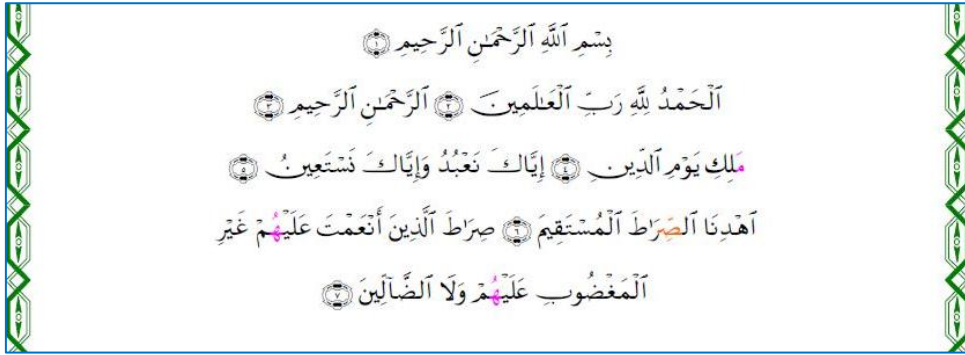 بِسۡمِ ٱللَّهِ ٱلرَّحۡمَٰنِ ٱلرَّحِيمِ ١
ٱلۡحَمۡدُ لِلَّهِ رَبِّ ٱلۡعَٰلَمِينَ ٢ ٱلرَّحۡمَٰنِ ٱلرَّحِيمِ ٣
مَلِكِ يَوۡمِ ٱلدِّينِ ٤ إِيَّاكَ نَعۡبُدُ وَإِيَّاكَ نَسۡتَعِينُ ٥
ٱهۡدِنَا ٱلصِّرَٰطَ ٱلۡمُسۡتَقِيمَ ٦ صِرَٰطَ ٱلَّذِينَ أَنۡعَمۡتَ عَلَيۡهُمۡ غَيۡرِ
ٱلۡمَغۡضُوبِ عَلَيۡهُمۡ وَلَا ٱلضَّآلِّينَ ٧